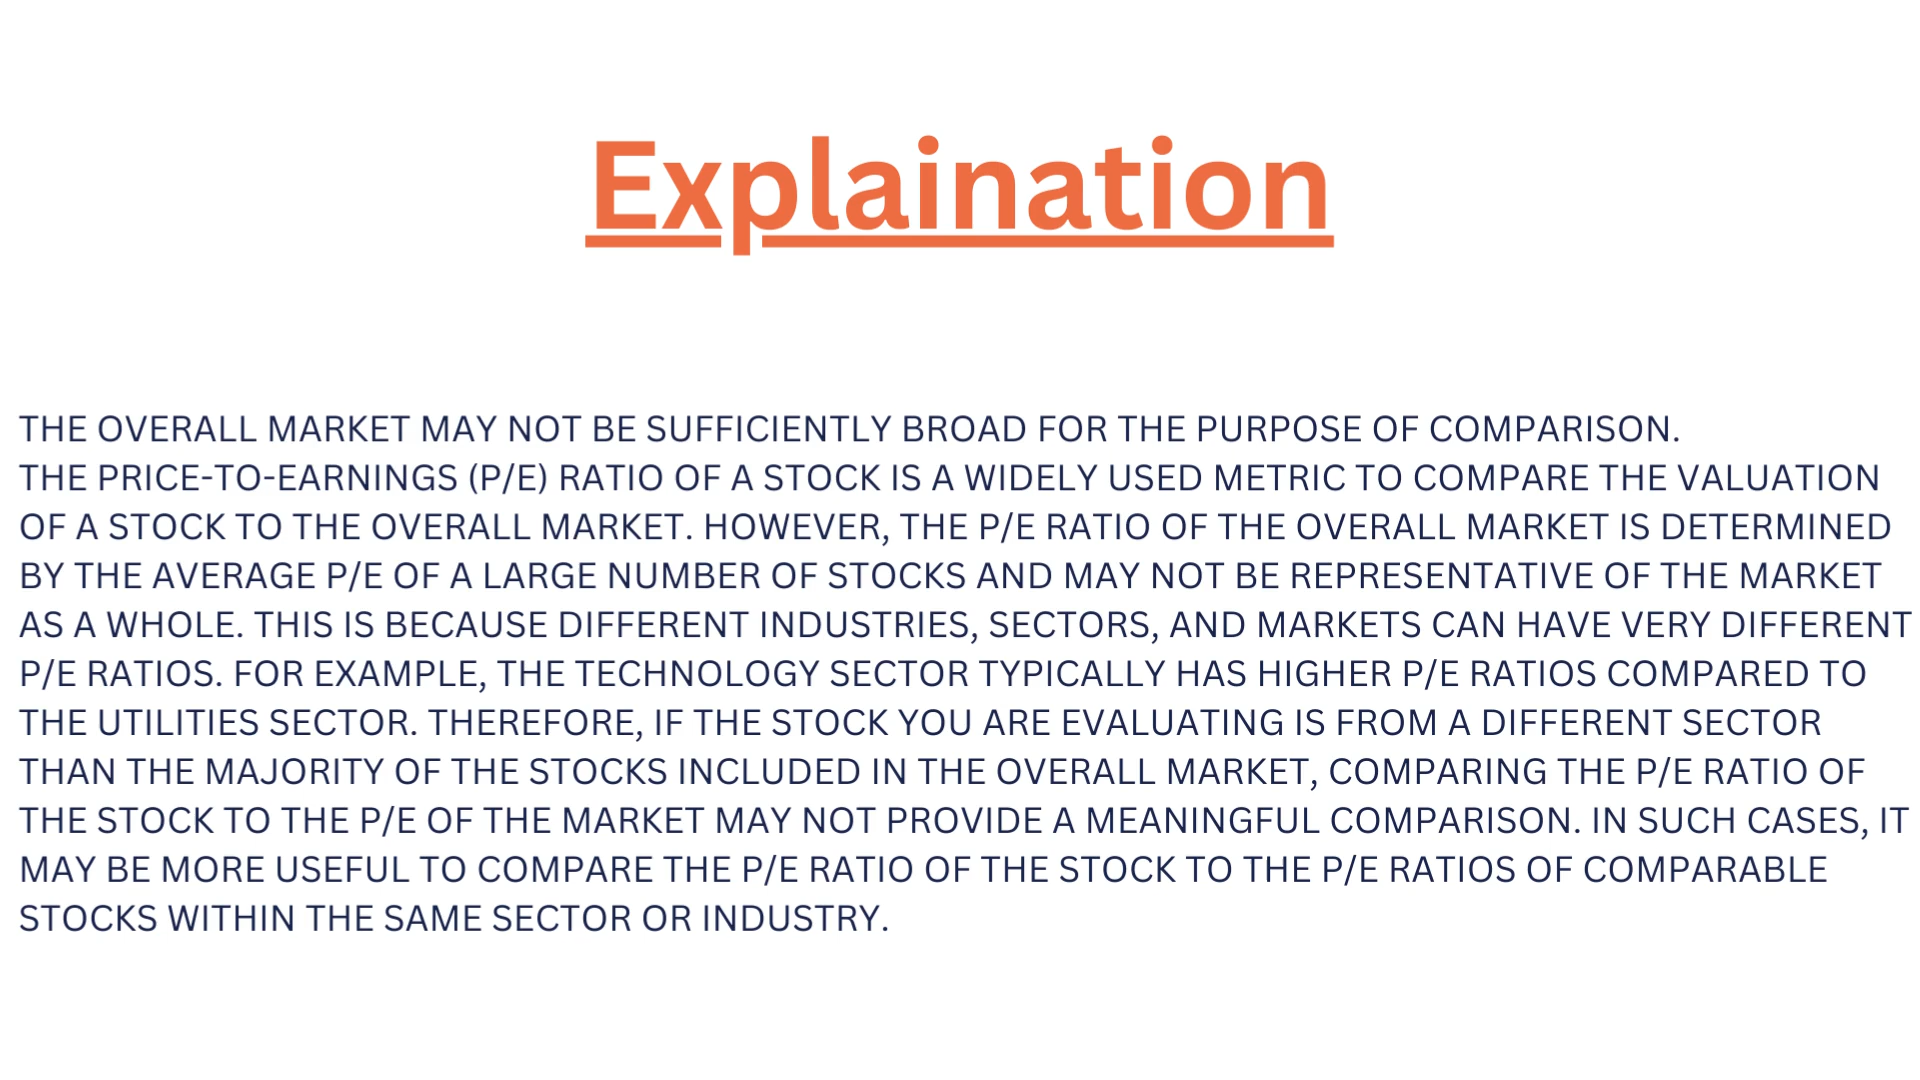 Explaination
THE OVERALL MARKET MAY NOT BE SUFFICIENTLY BROAD FOR THE PURPOSE OF COMPARISON.
THE PRICE-TO-EARNINGS (P/E) RATIO OF A STOCK IS A WIDELY USED METRIC TO COMPARE THE VALUATION
OF A STOCK TO THE OVERALL MARKET. HOWEVER, THE P/E RATIO OF THE OVERALL MARKET IS DETERMINED
BY THE AVERAGE P/E OF A LARGE NUMBER OF STOCKS AND MAY NOT BE REPRESENTATIVE OF THE MARKET
AS A WHOLE. THIS IS BECAUSE DIFFERENT INDUSTRIES, SECTORS, AND MARKETS CAN HAVE VERY DIFFERENT
P/E RATIOS. FOR EXAMPLE, THE TECHNOLOGY SECTOR TYPICALLY HAS HIGHER P/E RATIOS COMPARED TO
THE UTILITIES SECTOR. THEREFORE, IF THE STOCK YOU ARE EVALUATING IS FROM A DIFFERENT SECTOR
THAN THE MAJORITY OF THE STOCKS INCLUDED IN THE OVERALL MARKET, COMPARING THE P/E RATIO OF
THE STOCK TO THE P/E OF THE MARKET MAY NOT PROVIDE A MEANINGFUL COMPARISON. IN SUCH CASES, IT
MAY BE MORE USEFUL TO COMPARE THE P/E RATIO OF THE STOCK TO THE P/E RATIOS OF COMPARABLE
STOCKS WITHIN THE SAME SECTOR OR INDUSTRY.